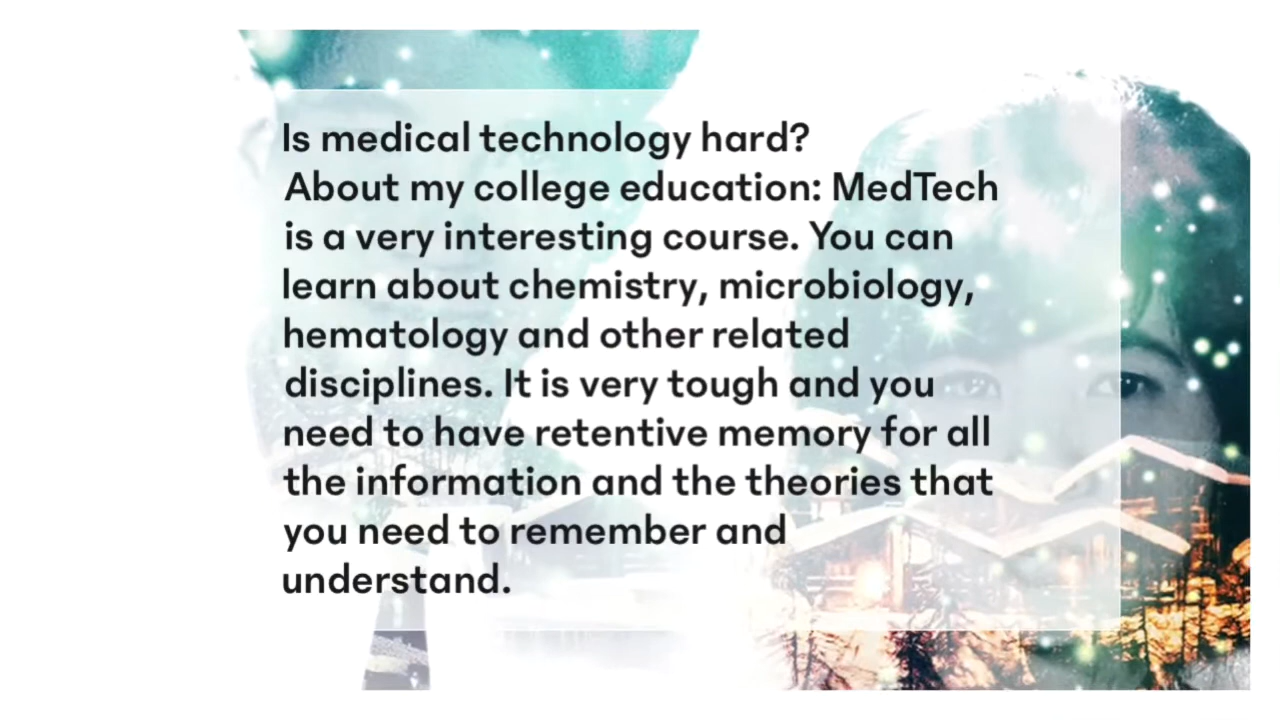 Is medical technology hard?
About my college education: MedTech
is a very interesting course. You can
learn about chemistry, microbiology,
hematology and other related
disciplines. It is very tough and you
need to have retentive memory for all
the information and the theories that
you need to remember and
understand.